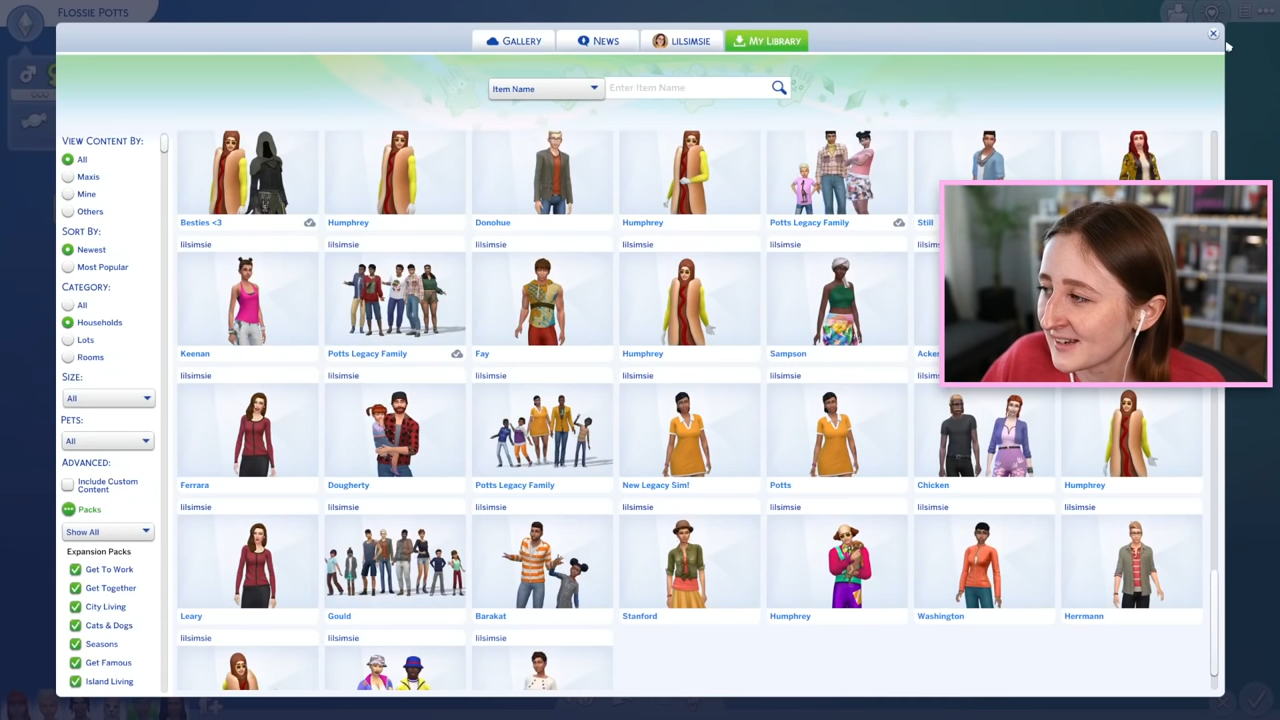 Flossie Potts
Gallery
News
lilsimsie
My Library
Item Name
Enter Item Name
View Content By:
All
Maxis
Mine
Others
Sort By:
Newest
Most Popular
Category:
All
Households
Lots
Rooms
Size:
All
Pets:
All
Advanced:
Include Custom
Content
Packs
Show All
Expansion Packs
Get To Work
Get Together
City Living
Cats & Dogs
Seasons
Get Famous
Island Living
Besties <3
Humphrey
Donohue
Humphrey
Potts Legacy Family
Still
lilsimsie
lilsimsie
lilsimsie
lilsimsie
lilsimsie
Keenan
Potts Legacy Family
Fay
Humphrey
Sampson
lilsimsie
lilsimsie
lilsimsie
lilsimsie
lilsimsie
Ferrara
Dougherty
Potts Legacy Family
New Legacy Sim!
Potts
Chicken
Humphrey
lilsimsie
lilsimsie
lilsimsie
lilsimsie
lilsimsie
lilsimsie
lilsimsie
Leary
Gould
Barakat
Stanford
Humphrey
Washington
Herrmann
lilsimsie
lilsimsie
lilsimsie